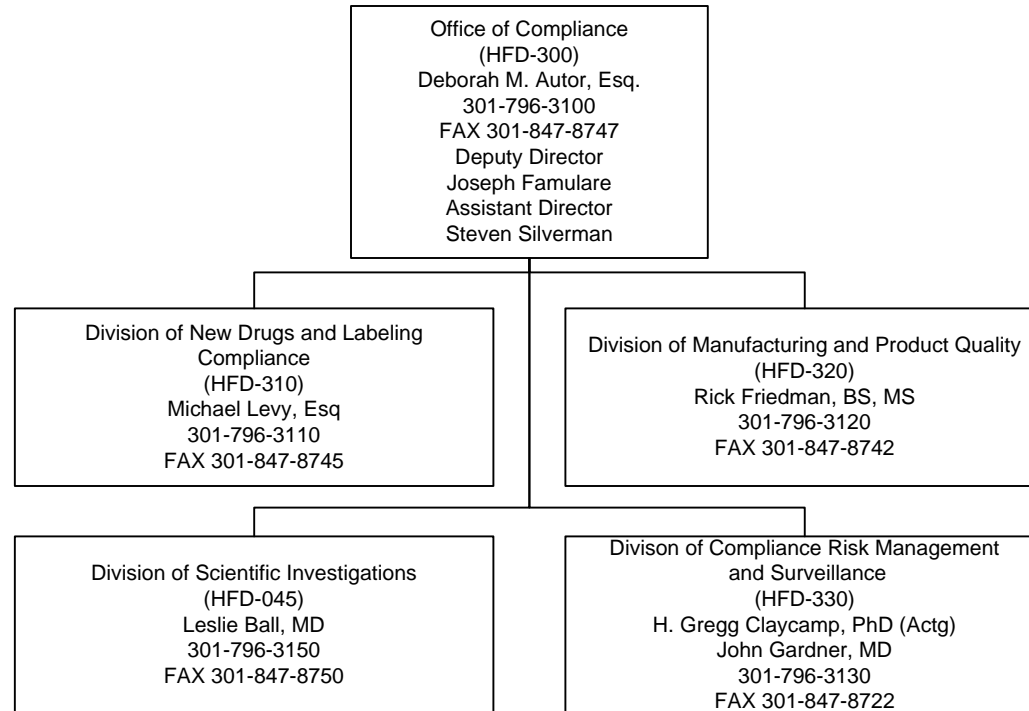 Office of Compliance
(HFD-300)
Deborah M. Autor, Esq.
301-796-3100
FAX 301-847-8747
Deputy Director
Joseph Famulare
Assistant Director
Steven Silverman
Division of New Drugs and Labeling
Compliance
(HFD-310)
Michael Levy, Esq
301-796-3110
FAX 301-847-8745
Division of Manufacturing and Product Quality
(HFD-320)
Rick Friedman, BS, MS
301-796-3120
FAX 301-847-8742
Division of Scientific Investigations
(HFD-045)
Leslie Ball, MD
301-796-3150
FAX 301-847-8750
Divison of Compliance Risk Management
and Surveillance
(HFD-330)
H. Gregg Claycamp, PhD (Actg)
John Gardner, MD
301-796-3130
FAX 301-847-8722